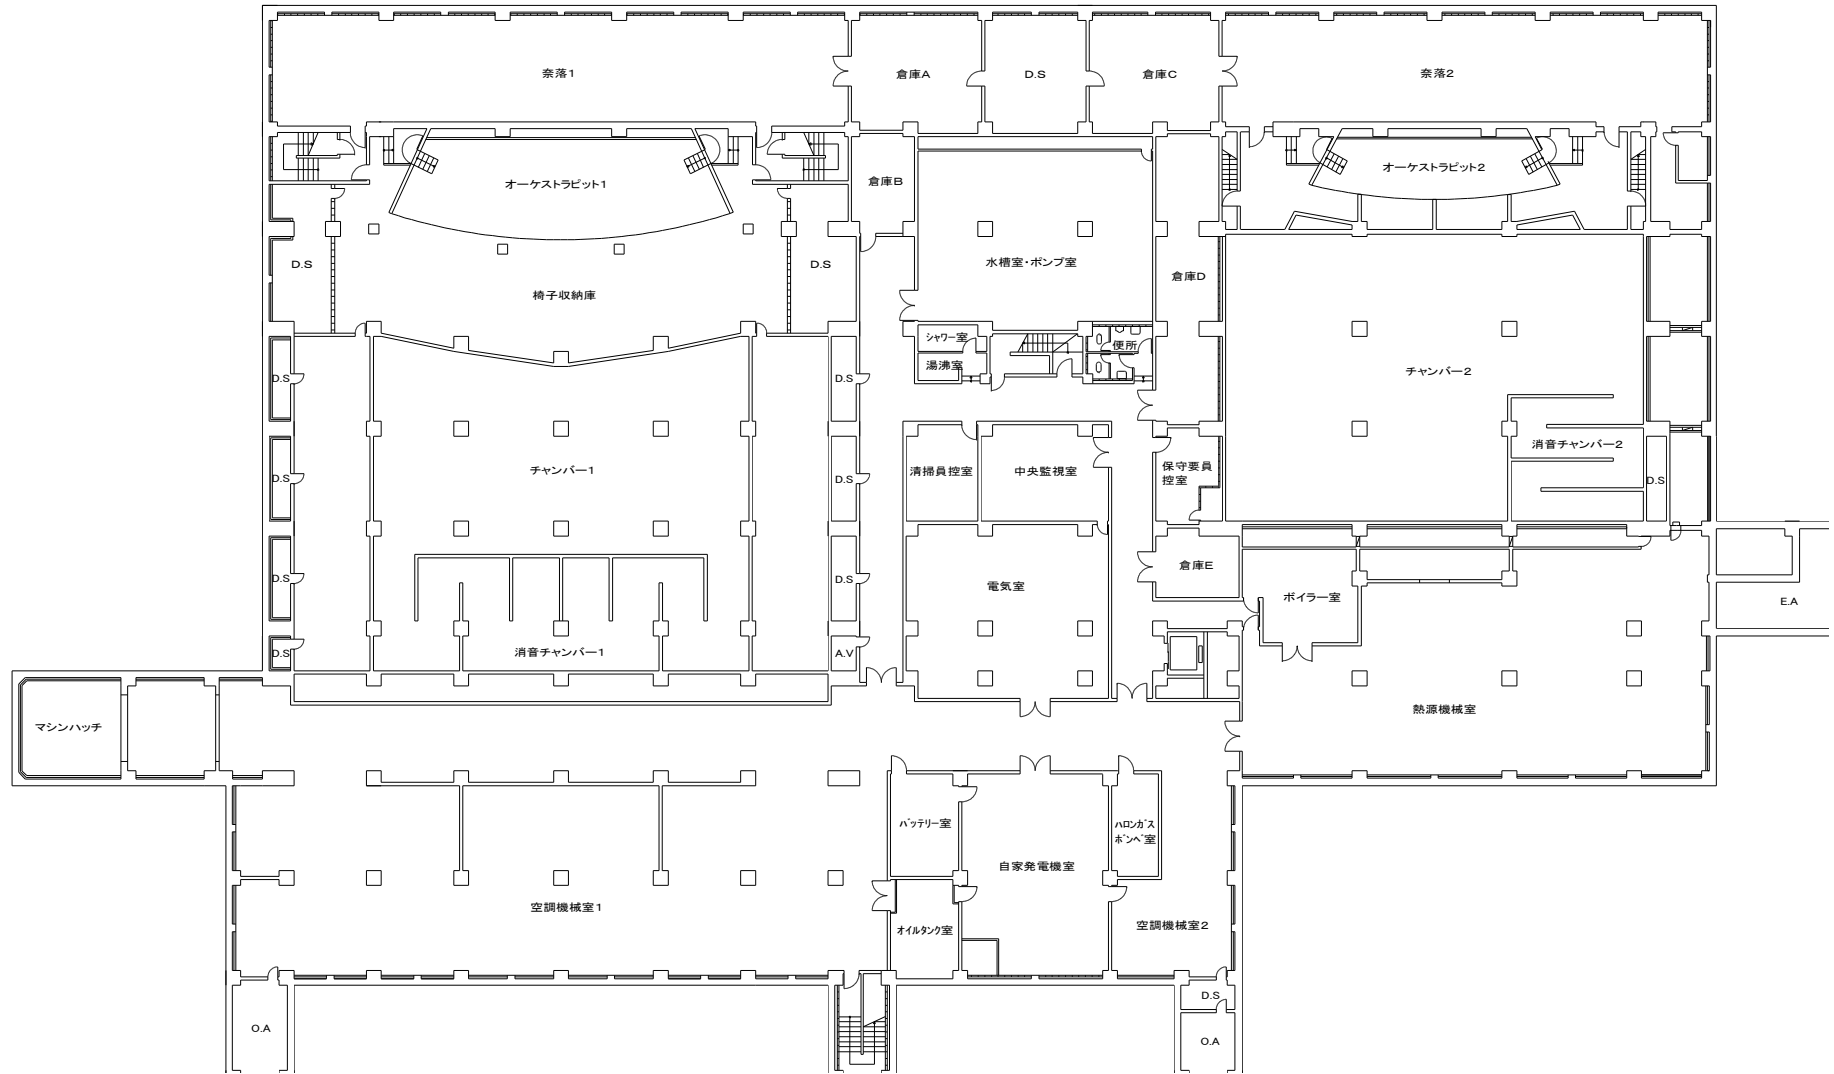 奈落1
倉庫A
D.S
倉庫C
奈落2
オーケストラピット1
倉庫B
オーケストラピット2
D.S
D.S
水槽室・ポンプ室
倉庫D
椅子収納庫
シャワー室
便所
湯沸室
D.S
D.S
チャンバー2
チャンバー1
D.S
D.S
清掃員控室
中央監視室
保守要員
控室
消音チャンバー2
D.S
D.S
D.S
電気室
倉庫E
ボイラー室
E.A
D.S
消音チャンバー1
A.V
マシンハッチ
熱源機械室
バッテリー室
ハロンガス
ボンベ室
自家発電機室
空調機械室1
オイルタンク室
空調機械室2
D.S
O.A
O.A